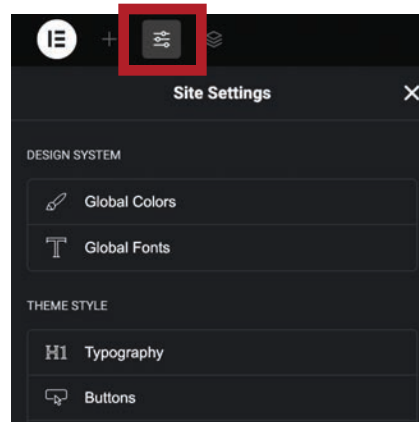 Site Settings
DESIGN SYSTEM
Global Colors
Global Fonts
THEME STYLE
H1 Typography
Buttons